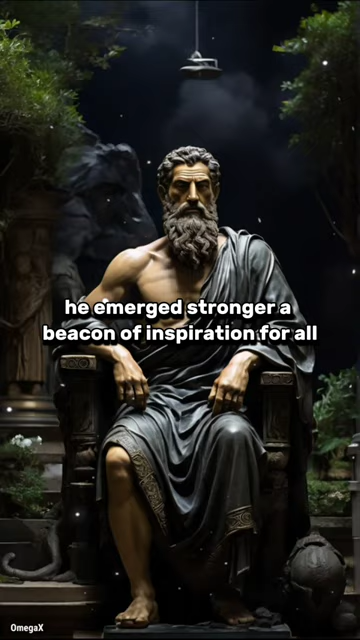 he emerged stronger a
beacon of inspiration for all
OmegaX